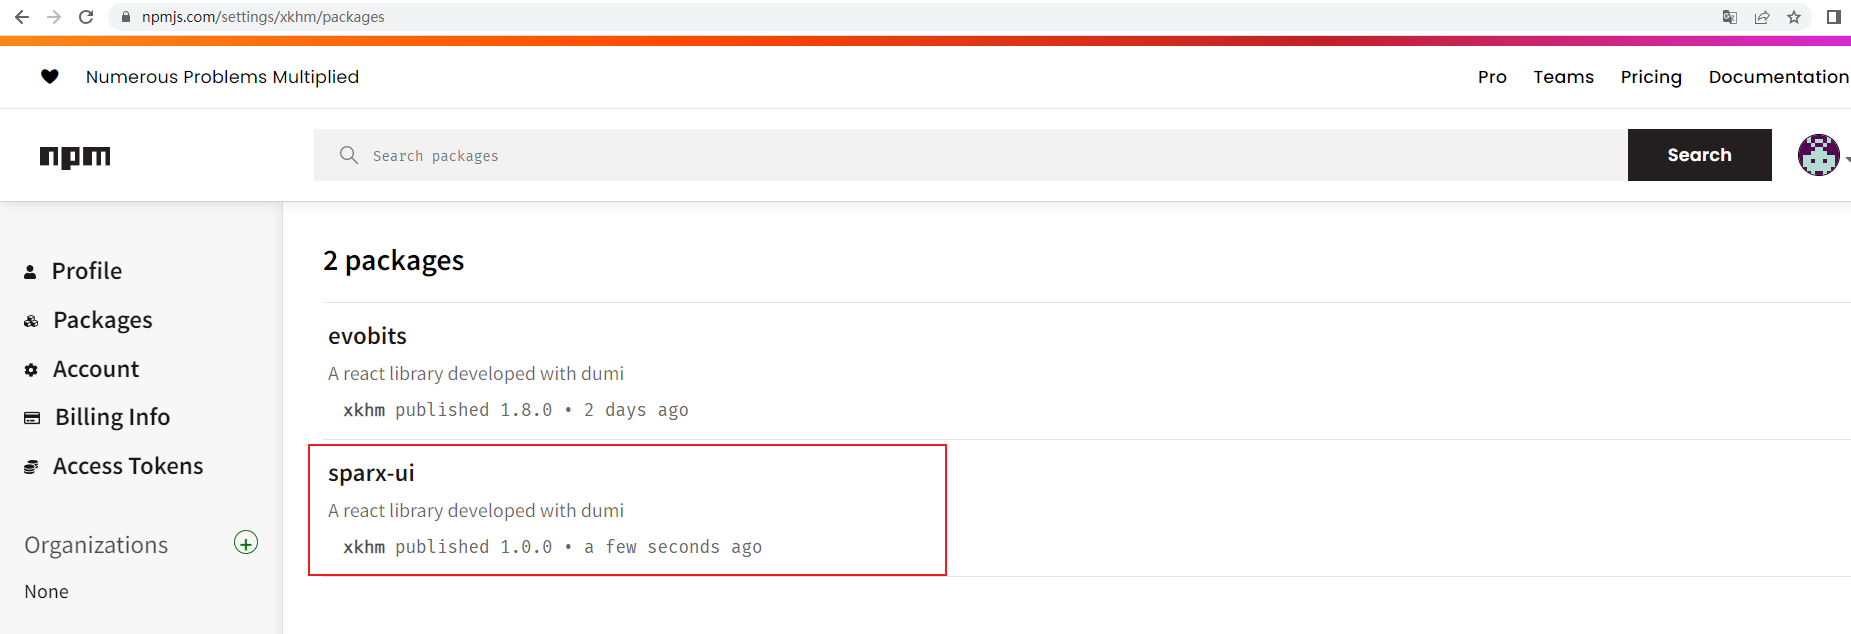 npmjs.com/settings/xkhm/packages
Numerous Problems Multiplied
Pro Teams Pricing Documentation
npm
Search packages
Search
Profile
Packages
Account
Billing Info
Access Tokens
Organizations
None
2 packages
evobits
A react library developed with dumi
xkhm published 1.8.0 • 2 days ago
sparx-ui
A react library developed with dumi
xkhm published 1.0.0 • a few seconds ago